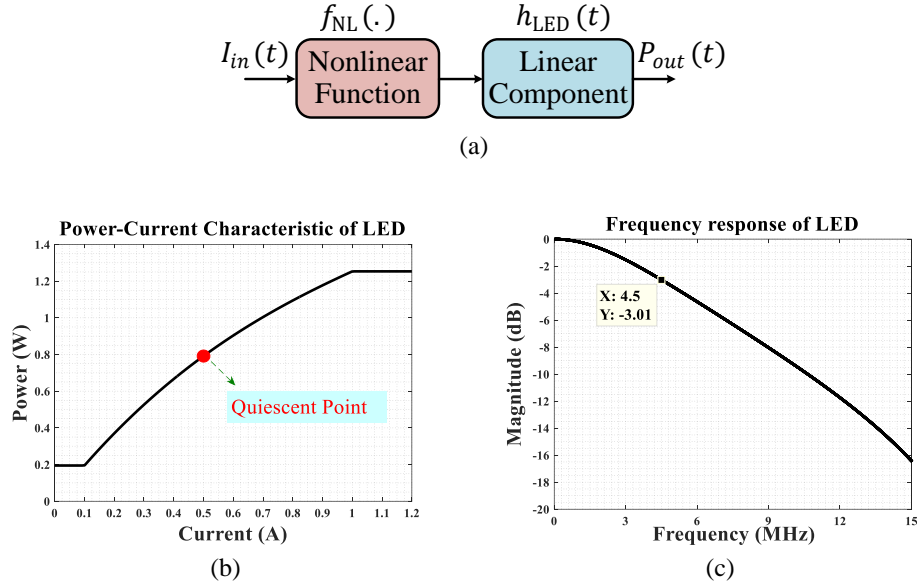 f_NL(.)
h_LED(t)
I_in(t)
Nonlinear
Function
Linear
Component
P_out(t)
(a)
Power-Current Characteristic of LED
1.4
1.2
1
0.8
0.6
0.4
0.2
0
Power (W)
Quiescent Point
0 0.1 0.2 0.3 0.4 0.5 0.6 0.7 0.8 0.9 1 1.1 1.2
Current (A)
(b)
Frequency response of LED
0
-2
-4
-6
-8
-10
-12
-14
-16
-18
-20
Magnitude (dB)
X: 4.5
Y: -3.01
0 3 6 9 12 15
Frequency (MHz)
(c)